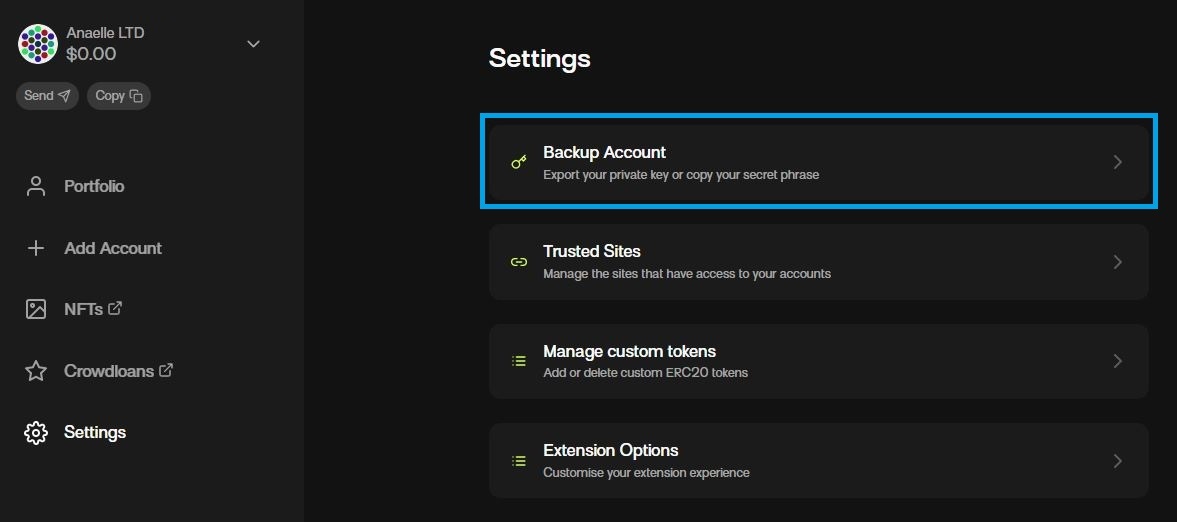 Anaelle LTD
$0.00
Send
Copy
Portfolio
Add Account
NFTs
Crowdloans
Settings
Settings
Backup Account
Export your private key or copy your secret phrase
Trusted Sites
Manage the sites that have access to your accounts
Manage custom tokens
Add or delete custom ERC20 tokens
Extension Options
Customise your extension experience